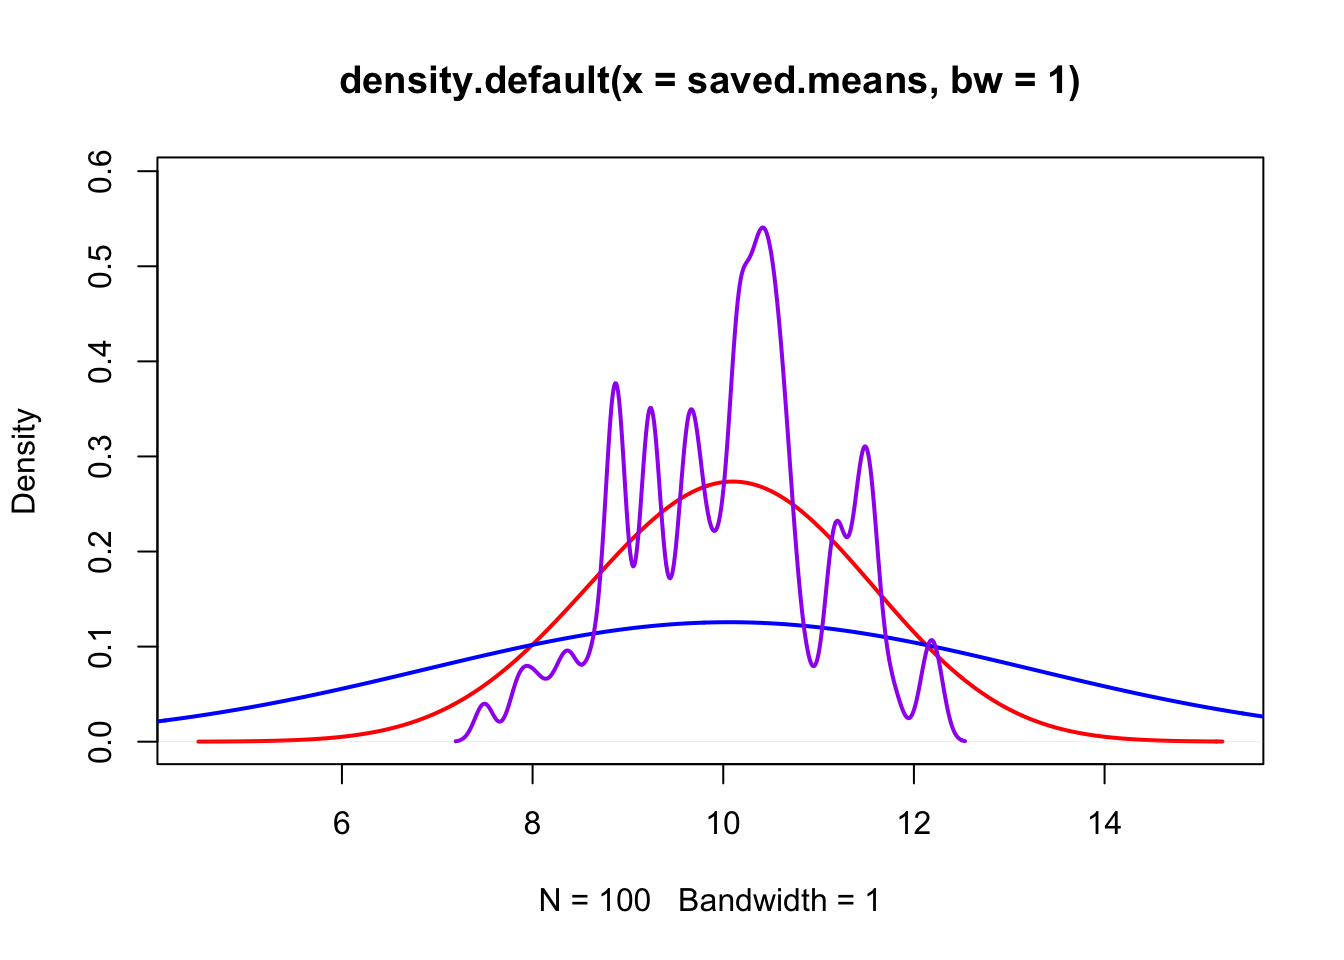 density.default(x = saved.means, bw = 1)
Density
0.6
0.5
0.4
0.3
0.2
0.1
0.0
6 8 10 12 14
N = 100   Bandwidth = 1